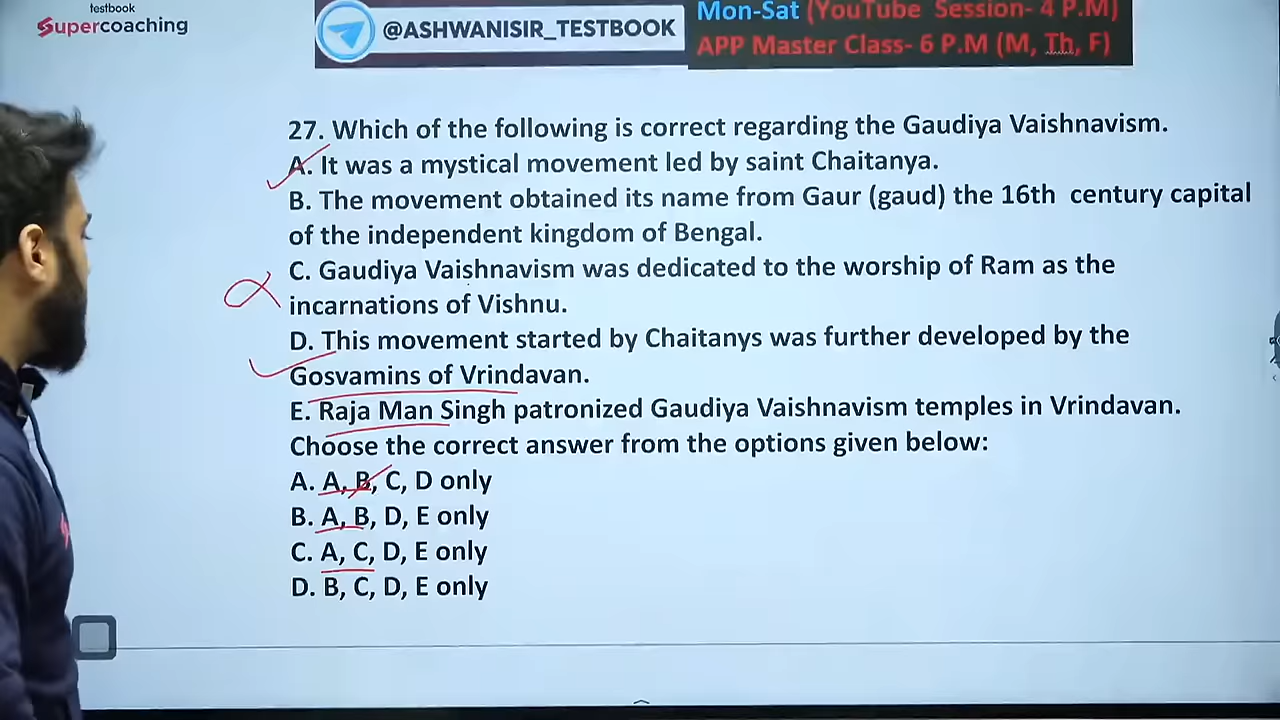 testbook
Supercoaching
@ASHWANISIR_TESTBOOK
Mon-Sat (YouTube Session- 4 P.M)
APP Master Class- 6 P.M (M, Th, F)
27. Which of the following is correct regarding the Gaudiya Vaishnavism.
A. It was a mystical movement led by saint Chaitanya.
B. The movement obtained its name from Gaur (gaud) the 16th century capital
of the independent kingdom of Bengal.
C. Gaudiya Vaishnavism was dedicated to the worship of Ram as the
incarnations of Vishnu.
D. This movement started by Chaitanys was further developed by the
Gosvamins of Vrindavan.
E. Raja Man Singh patronized Gaudiya Vaishnavism temples in Vrindavan.
Choose the correct answer from the options given below:
A. A, B, C, D only
B. A, B, D, E only
C. A, C, D, E only
D. B, C, D, E only